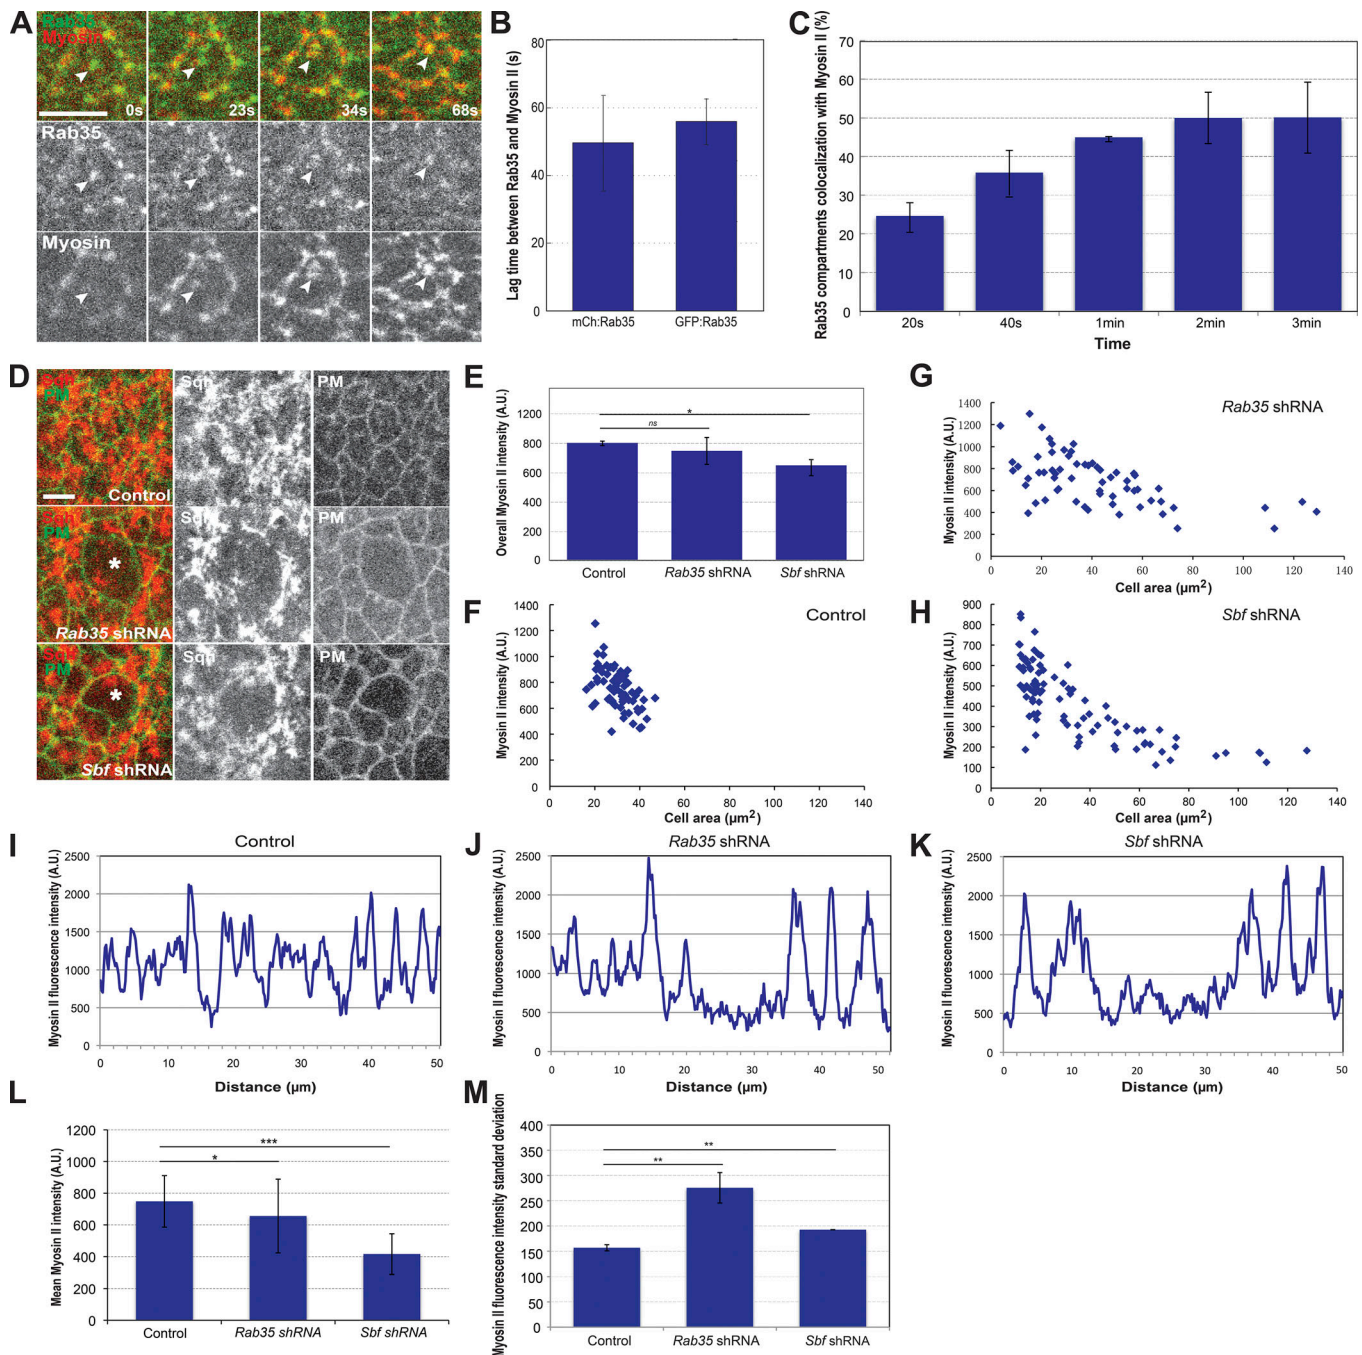 A
Rab35
Myosin
0s
23s
34s
68s
Rab35
Myosin
B
Lag time between Rab35 and Myosin II (s)
80
60
40
20
0
mCh:Rab35
GFP:Rab35
C
Rab35 compartments colocalization with Myosin II (%)
70
60
50
40
30
20
10
0
20s
40s
1min
2min
3min
Time
D
Sqh
PM
Control
Sqh
PM
Sqh
PM
Rab35 shRNA
Sqh
PM
Sqh
PM
Sbf shRNA
Sqh
PM
E
Overall Myosin II intensity (A.U.)
1200
1000
800
600
400
200
0
*
ns
Control
Rab35 shRNA
Sbf shRNA
F
Control
Myosin II intensity (A.U.)
1400
1200
1000
800
600
400
200
0
0
20
40
60
80
100
120
140
Cell area (µm2)
G
Rab35 shRNA
Myosin II intensity (A.U.)
1400
1200
1000
800
600
400
200
0
0
20
40
60
80
100
120
140
Cell area (µm2)
H
Sbf shRNA
Myosin II intensity (A.U.)
900
800
700
600
500
400
300
200
100
0
0
20
40
60
80
100
120
140
Cell area (µm2)
I
Control
Myosin II fluorescence intensity (A.U.)
2500
2000
1500
1000
500
0
0
10
20
30
40
50
Distance (µm)
J
Rab35 shRNA
Myosin II fluorescence intensity (A.U.)
2500
2000
1500
1000
500
0
0
10
20
30
40
50
Distance (µm)
K
Sbf shRNA
Myosin II fluorescence intensity (A.U.)
2500
2000
1500
1000
500
0
0
10
20
30
40
50
Distance (µm)
L
Mean Myosin II intensity (A.U.)
1200
1000
800
600
400
200
0
***
*
Control
Rab35 shRNA
Sbf shRNA
M
Myosin II fluorescence intensity standard deviation
400
350
300
250
200
150
100
50
0
**
**
Control
Rab35 shRNA
Sbf shRNA